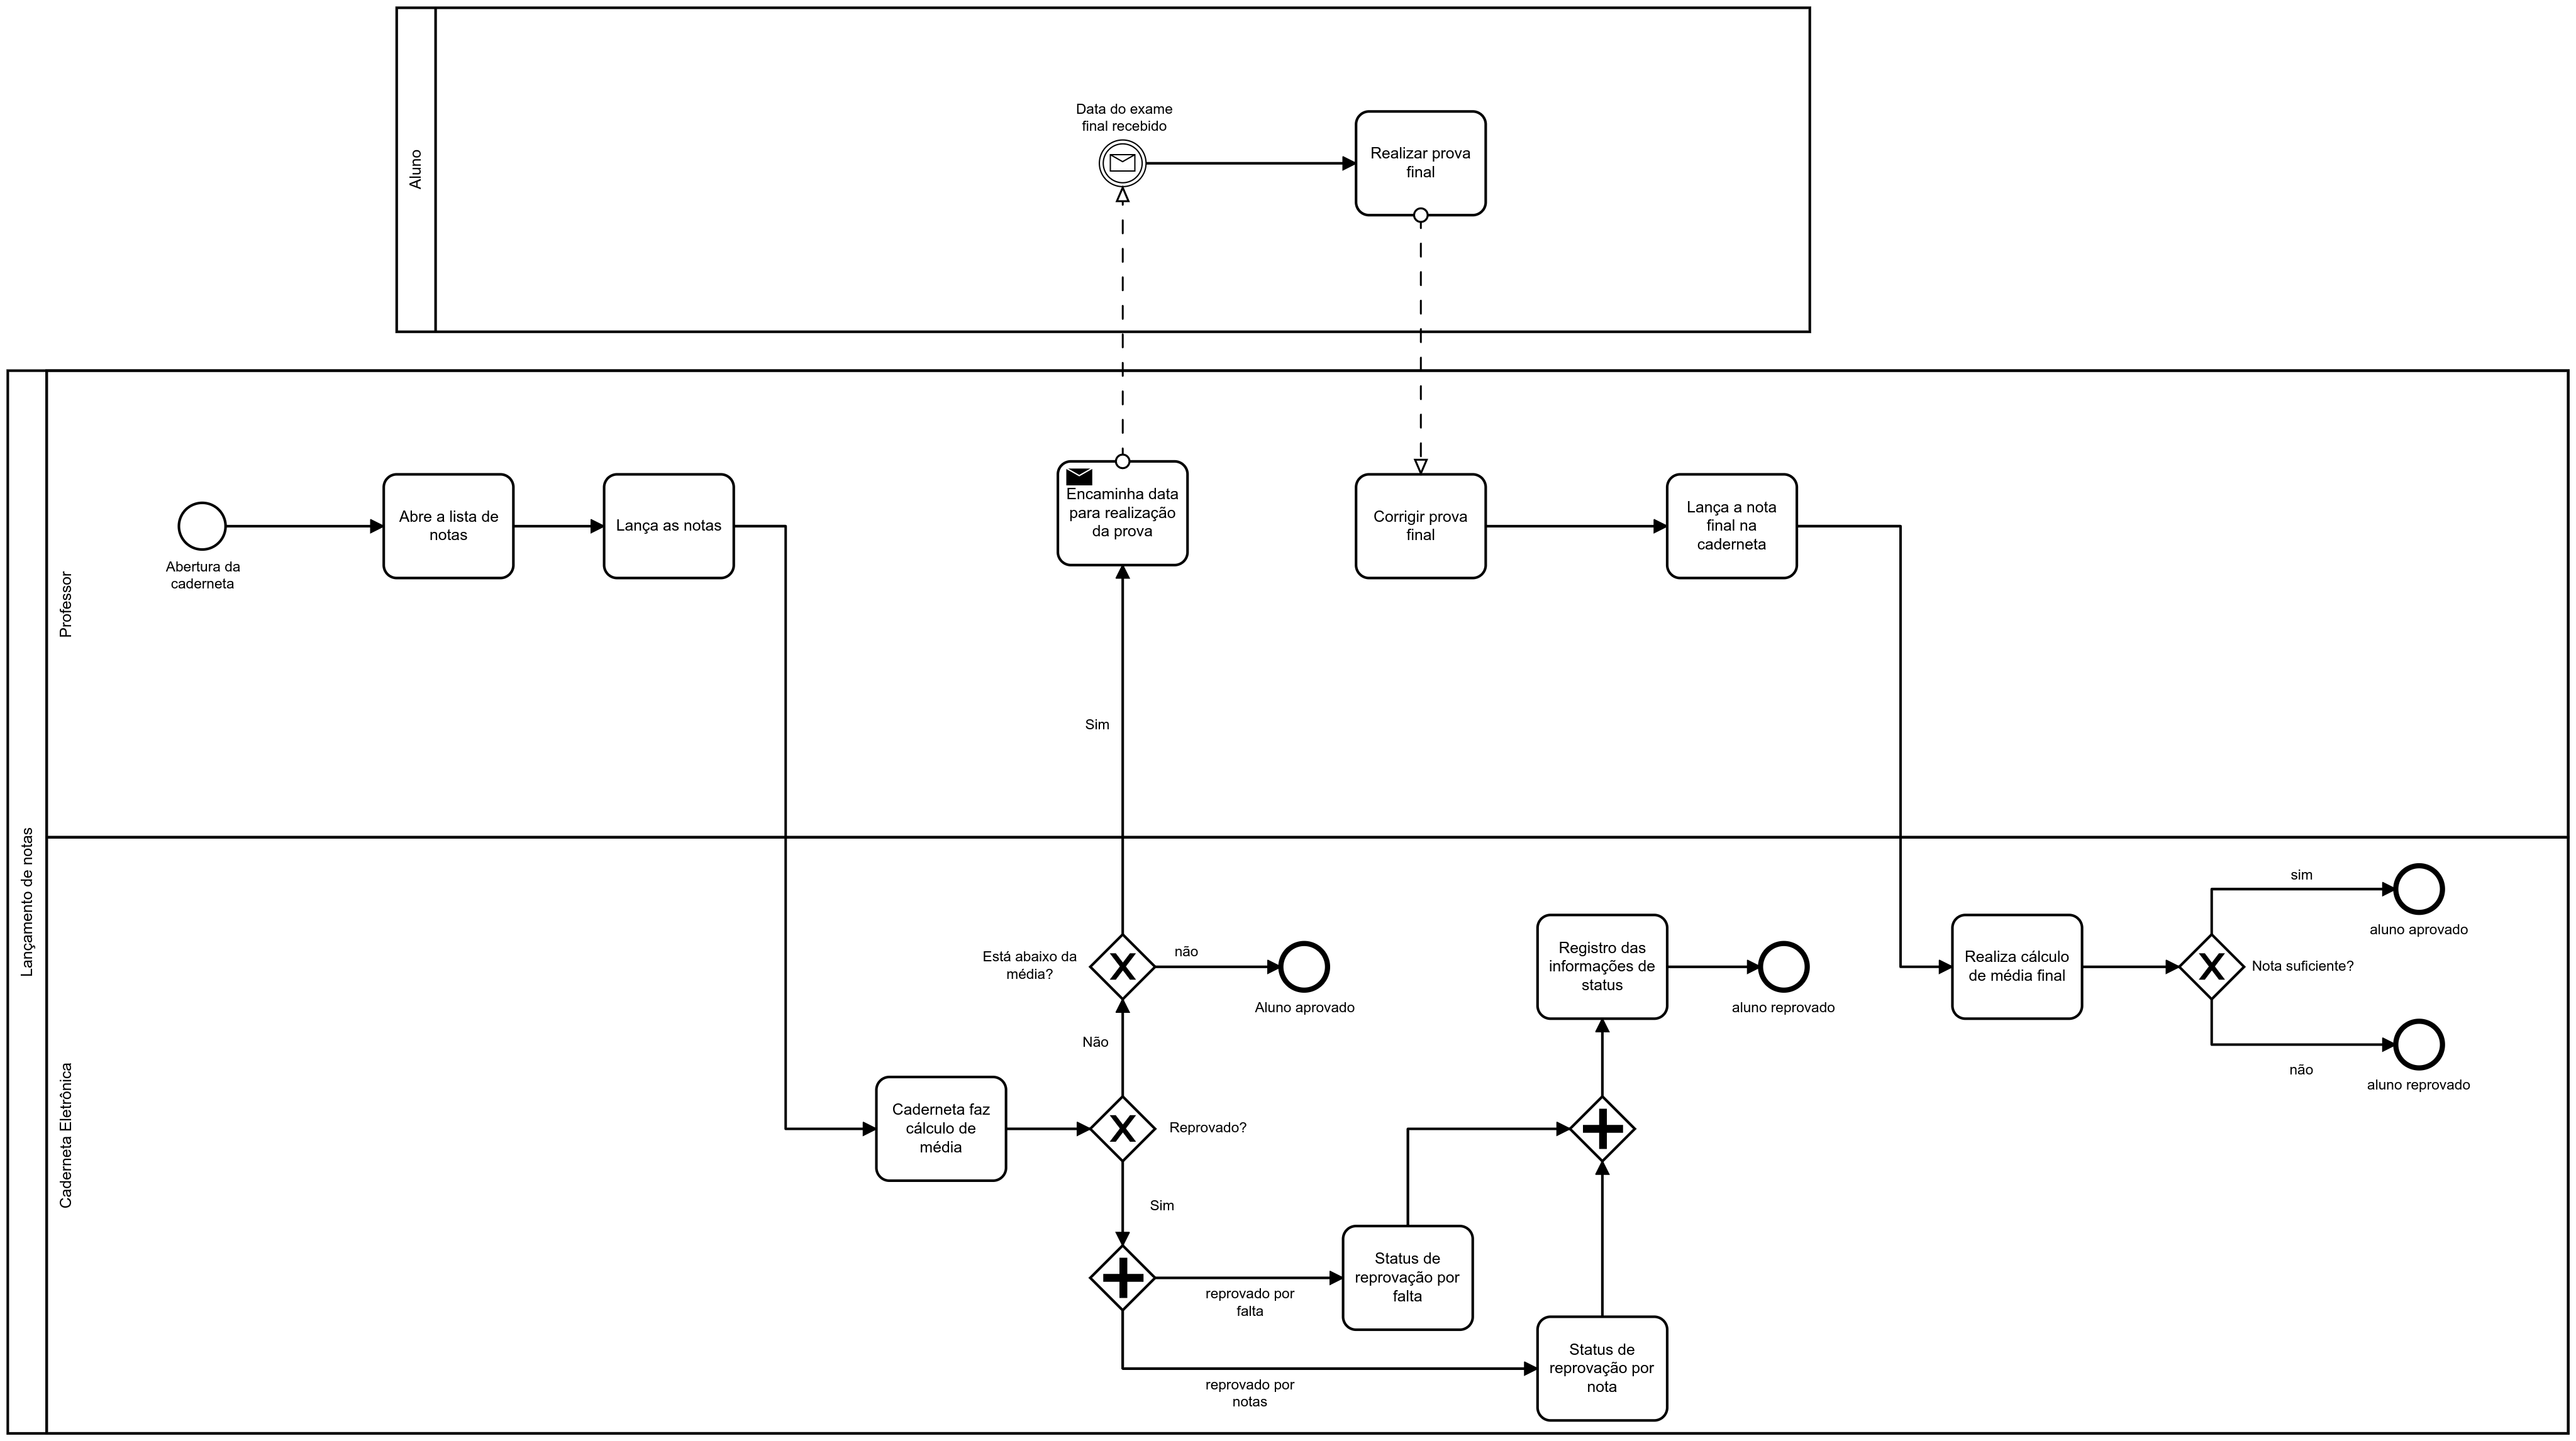 Aluno
Data do exame
final recebido
Realizar prova
final
Lançamento de notas
Professor
Abertura da
caderneta
Abre a lista de
notas
Lança as notas
Encaminha data
para realização
da prova
Corrigir prova
final
Lança a nota
final na
caderneta
Sim
Caderneta Eletrônica
Caderneta faz
cálculo de
média
Reprovado?
Não
Está abaixo da
média?
não
Aluno aprovado
Sim
reprovado por
falta
Status de
reprovação por
falta
reprovado por
notas
Status de
reprovação por
nota
Registro das
informações de
status
aluno reprovado
Realiza cálculo
de média final
Nota suficiente?
sim
aluno aprovado
não
aluno reprovado